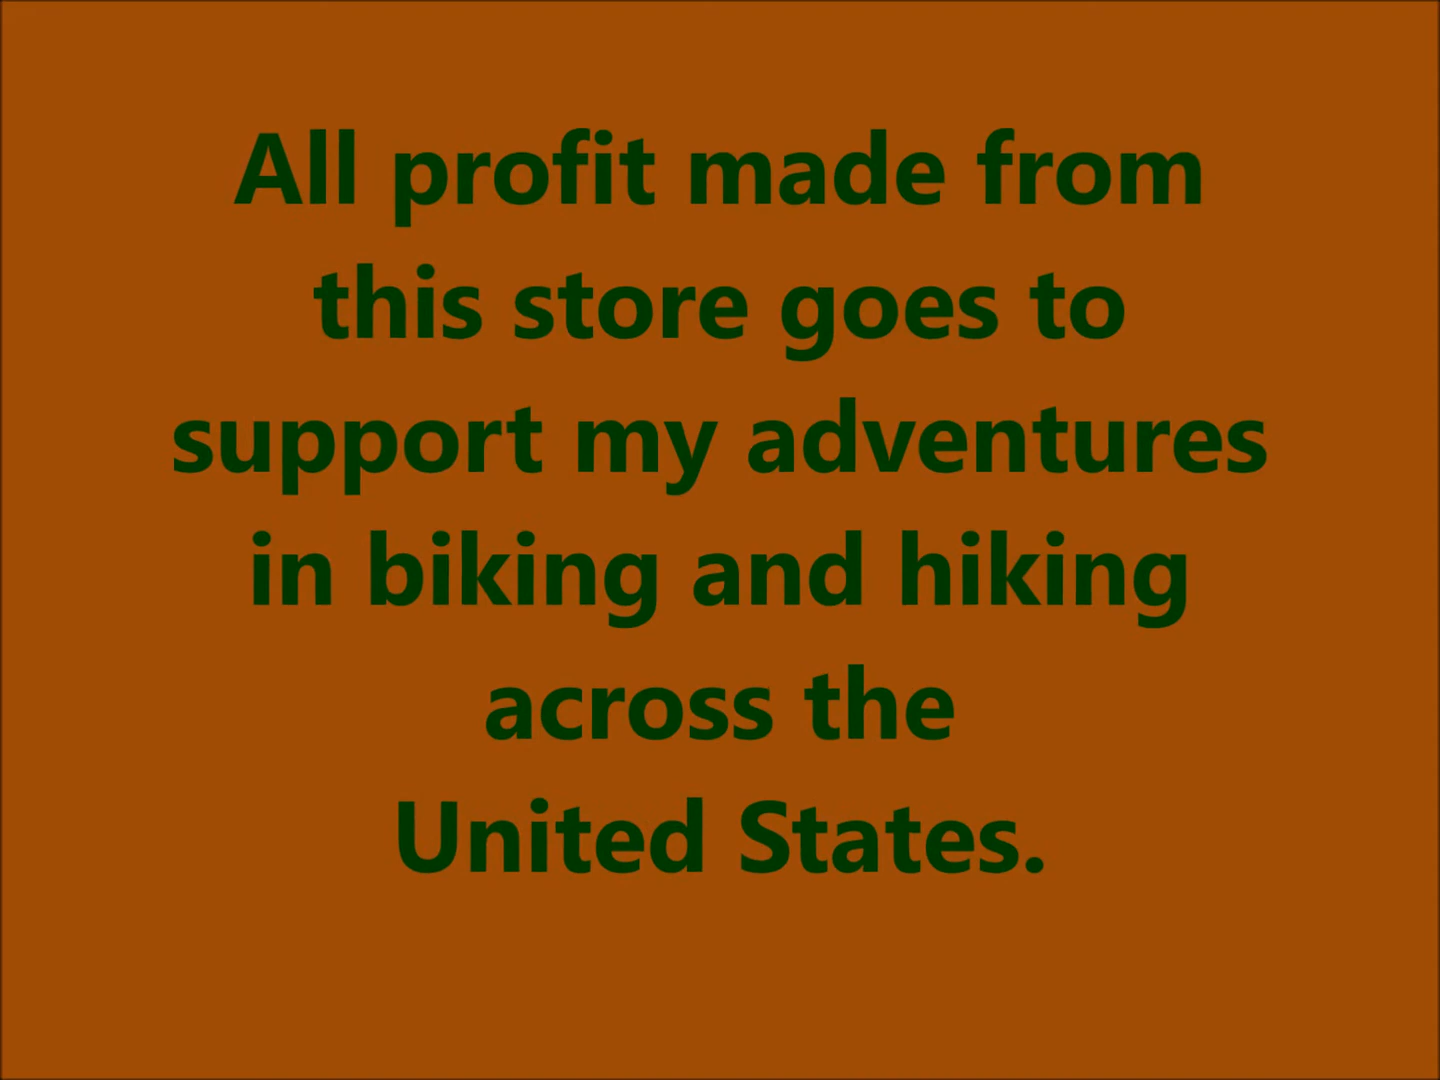 All profit made from
this store goes to
support my adventures
in biking and hiking
across the
United States.